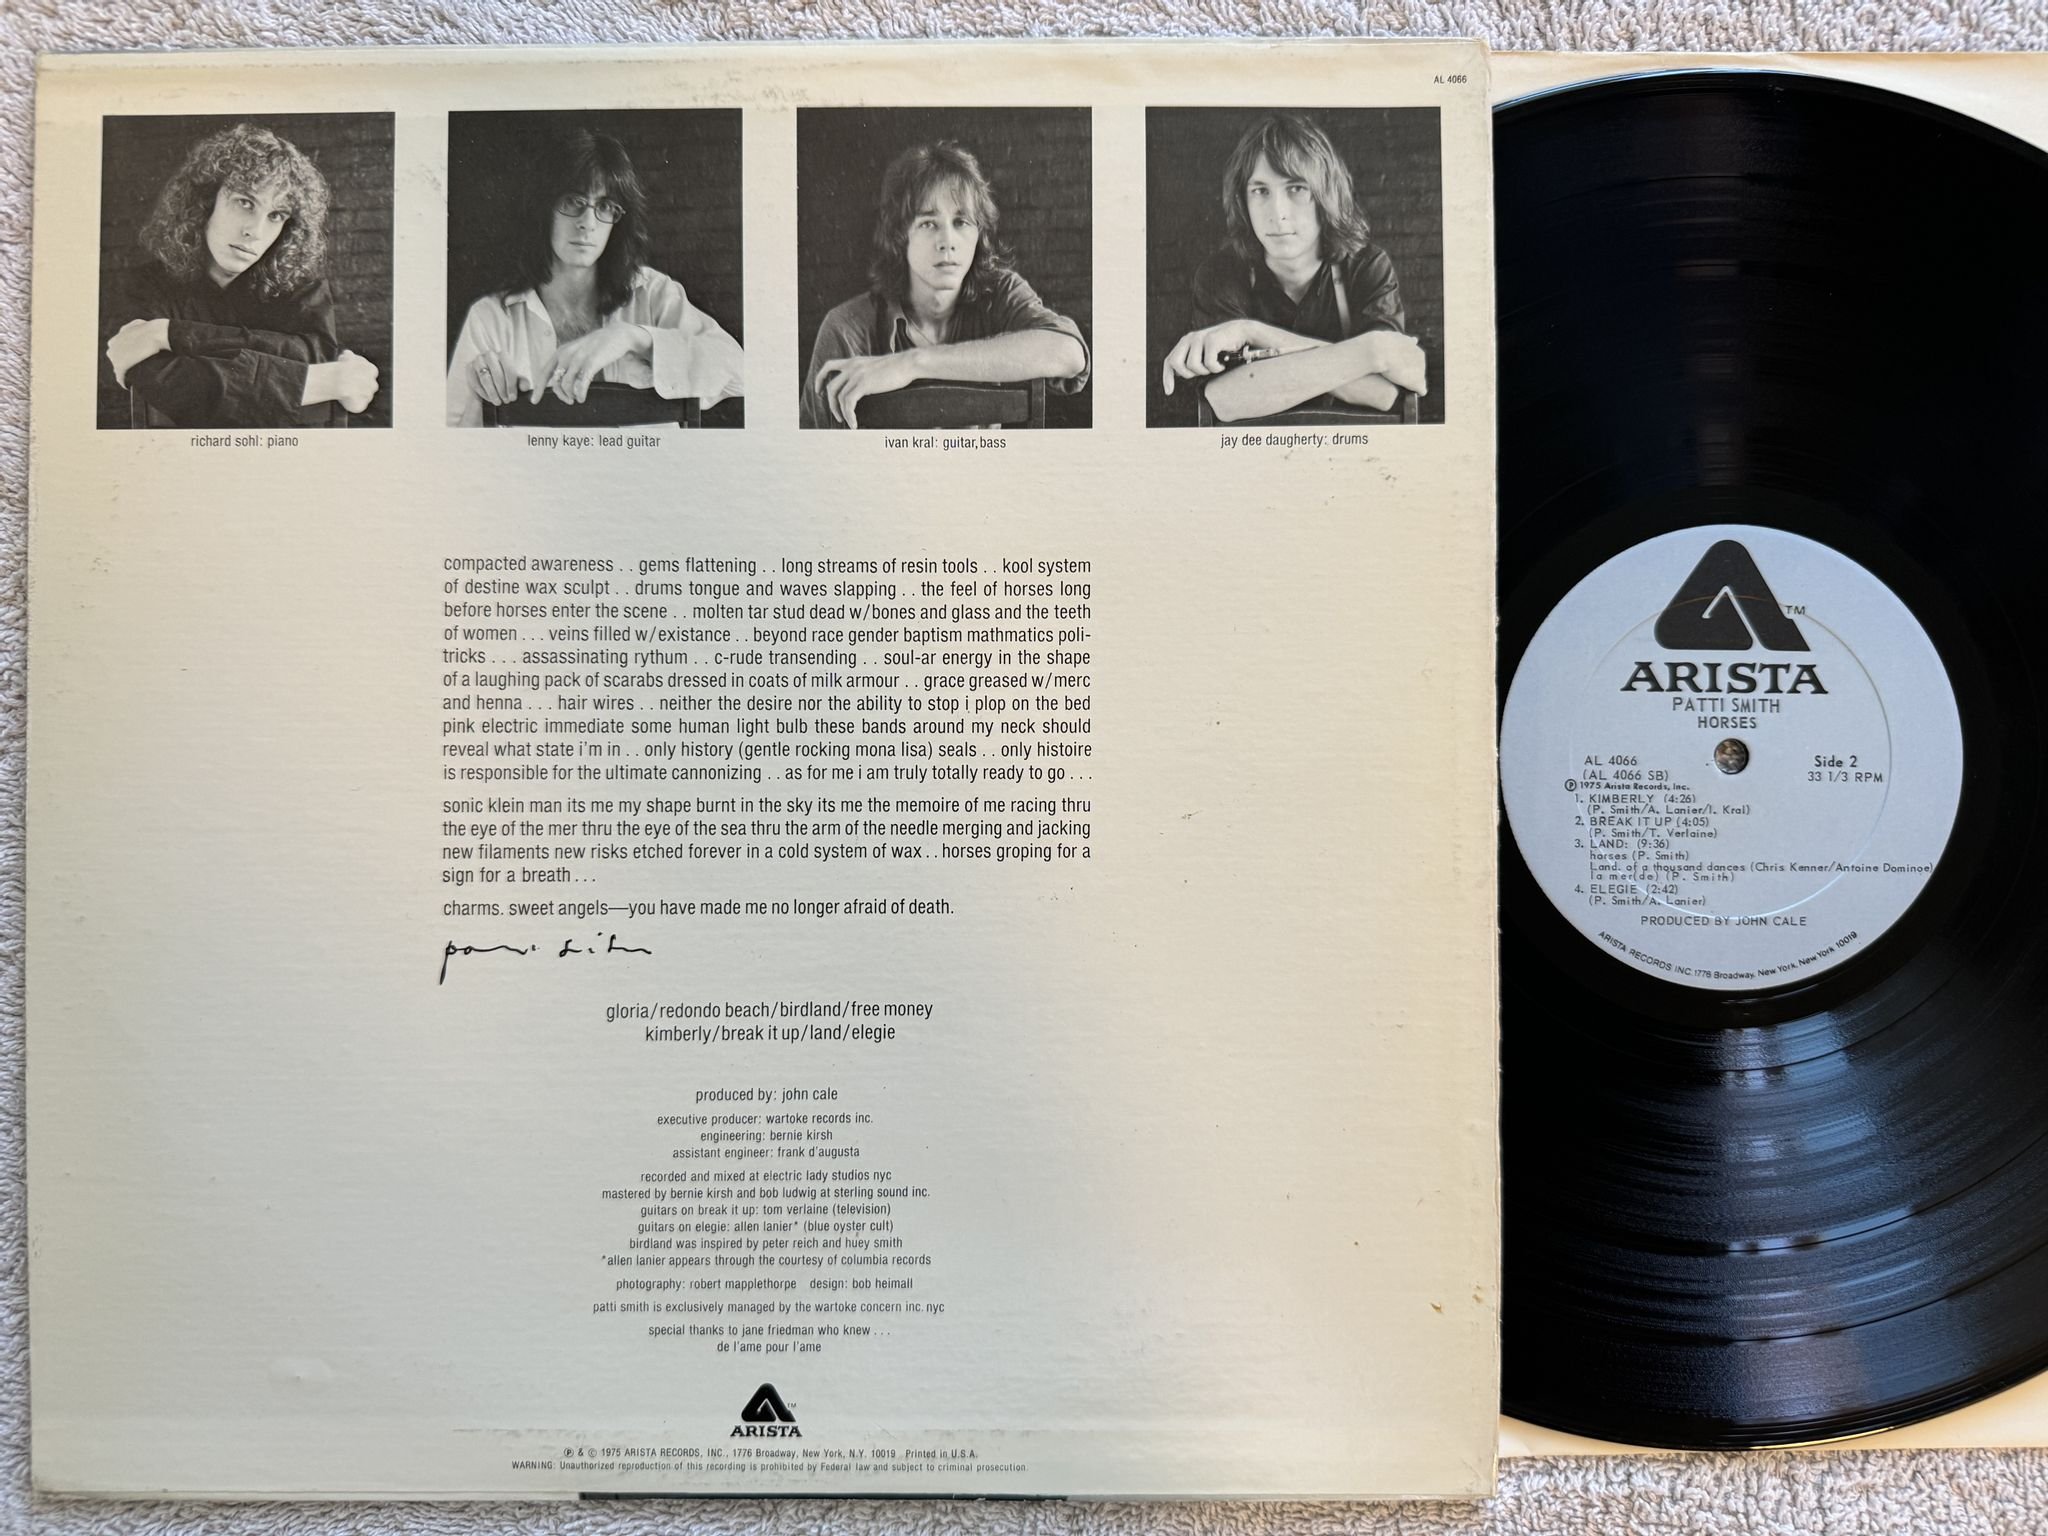 AL 4066
richard sohl: piano
lenny kaye: lead guitar
ivan kral: guitar, bass
jay dee daugherty: drums
compacted awareness . . gems flattening . . long streams of resin tools . . kool system
of destine wax sculpt . . drums tongue and waves slapping . . the feel of horses long
before horses enter the scene . . molten tar stud dead w/bones and glass and the teeth
of women . . . veins filled w/existance . . beyond race gender baptism mathmatics poli-
tricks . . . assassinating rythum . . c-rude transending . . soul-ar energy in the shape
of a laughing pack of scarabs dressed in coats of milk armour . . grace greased w/merc
and henna . . . hair wires . . neither the desire nor the ability to stop i plop on the bed
pink electric immediate some human light bulb these bands around my neck should
reveal what state i'm in . . only history (gentle rocking mona lisa) seals . . only histoire
is responsible for the ultimate cannonizing . . as for me i am truly totally ready to go . . .
sonic klein man its me my shape burnt in the sky its me the memoire of me racing thru
the eye of the mer thru the eye of the sea thru the arm of the needle merging and jacking
new filaments new risks etched forever in a cold system of wax . . horses groping for a
sign for a breath . . .
charms. sweet angels—you have made me no longer afraid of death.
gloria/redondo beach/birdland/free money
kimberly/break it up/land/elegie
produced by: john cale
executive producer: wartoke records inc.
engineering: bernie kirsh
assistant engineer: frank d'augusta
recorded and mixed at electric lady studios nyc
mastered by bernie kirsh and bob ludwig at sterling sound inc.
guitars on break it up: tom verlaine (television)
guitars on elegie: allen lanier* (blue oyster cult)
birdland was inspired by peter reich and huey smith
*allen lanier appears through the courtesy of columbia records
photography: robert mapplethorpe design: bob heimall
patti smith is exclusively managed by the wartoke concern inc. nyc
special thanks to jane friedman who knew . . .
de l'ame pour l'ame
TM
ARISTA
℗ & © 1975 ARISTA RECORDS, INC., 1776 Broadway, New York, N.Y. 10019 Printed in U.S.A.
WARNING: Unauthorized reproduction of this recording is prohibited by Federal law and subject to criminal prosecution.
TM
ARISTA
PATTI SMITH
HORSES
AL 4066
(AL 4066 SB)
℗ 1975 Arista Records, Inc.
Side 2
33 1/3 RPM
1. KIMBERLY (4:26)
(P. Smith/A. Lanier/I. Kral)
2. BREAK IT UP (4:05)
(P. Smith/T. Verlaine)
3. LAND: (9:36)
horses (P. Smith)
Land of a thousand dances (Chris Kenner/Antoine Dominoe)
la mer(de) (P. Smith)
4. ELEGIE (2:42)
(P. Smith/A. Lanier)
PRODUCED BY JOHN CALE
ARISTA RECORDS INC. 1776 Broadway, New York, New York 10019